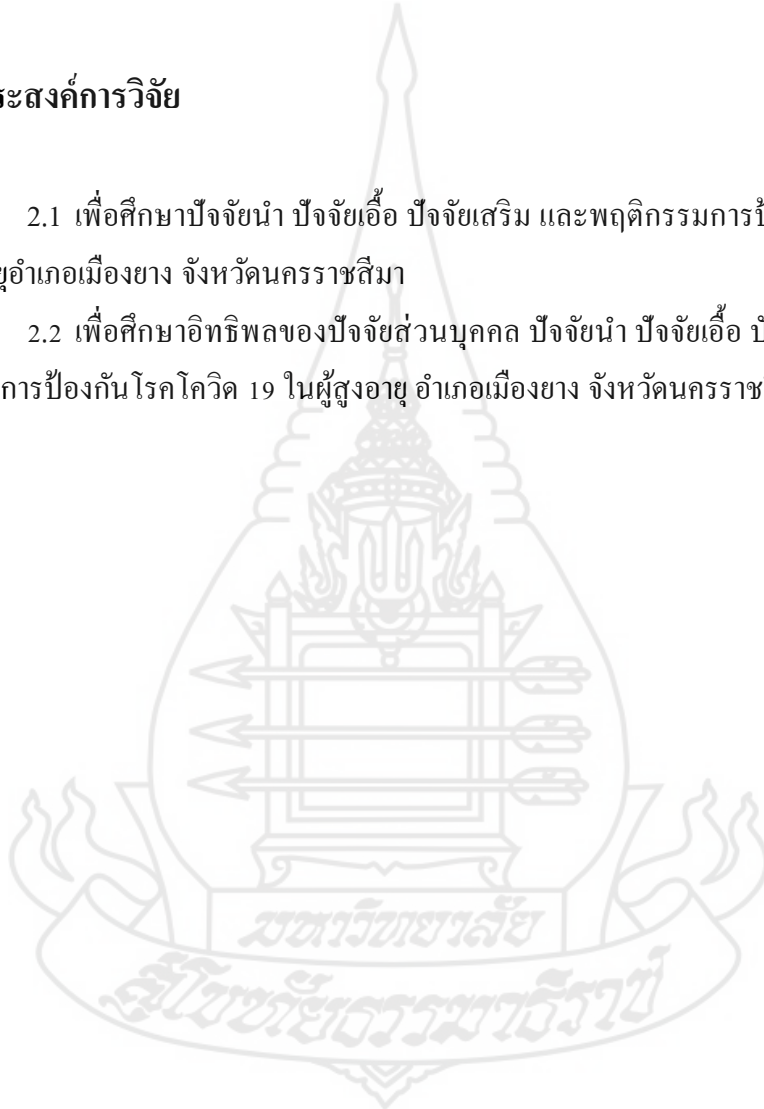 ระสงค์การวิจัย
2.1 เพื่อศึกษาปัจจัยนำ ปัจจัยเอื้อ ปัจจัยเสริม และพฤติกรรมการป้
ยุอำเภอเมืองยาง จังหวัดนครราชสีมา
2.2 เพื่อศึกษาอิทธิพลของปัจจัยส่วนบุคคล ปัจจัยนำ ปัจจัยเอื้อ ปั
การป้องกันโรคโควิด 19 ในผู้สูงอายุ อำเภอเมืองยาง จังหวัดนครราช
มหาวิทยาลัย
สุโขทัยธรรมาธิราช